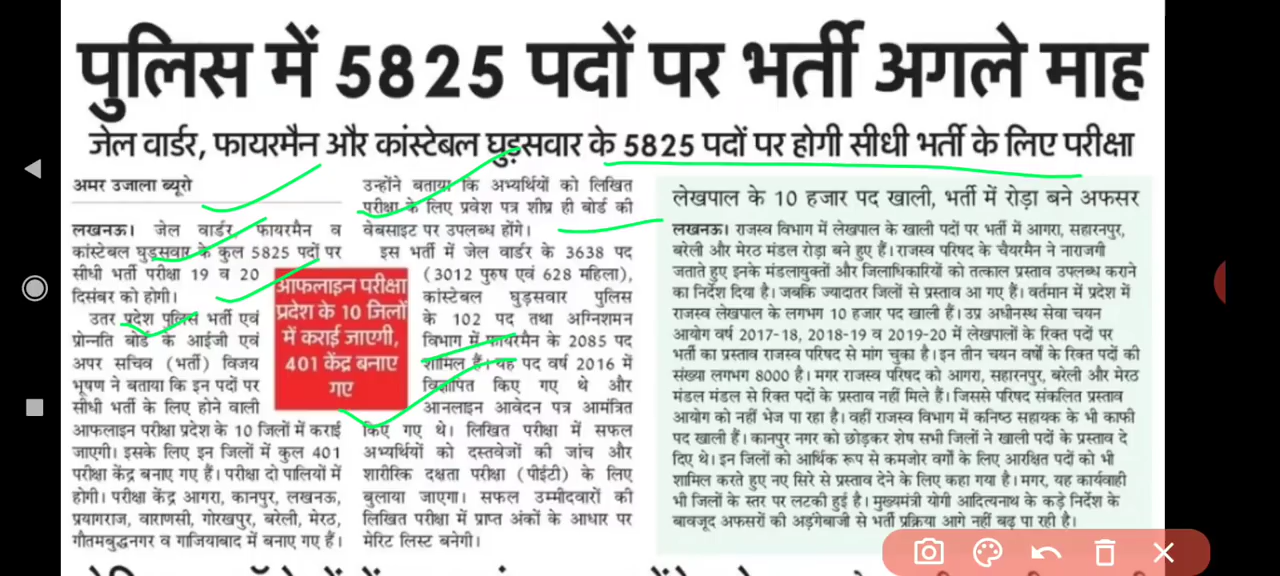 पुलिस में 5825 पदों पर भर्ती अगले माह
जेल वार्डर, फायरमैन और कांस्टेबल घुड़सवार के 5825 पदों पर होगी सीधी भर्ती के लिए परीक्षा
अमर उजाला ब्यूरो
लखनऊ। जेल वार्डर, फायरमैन व
कांस्टेबल घुड़सवार के कुल 5825 पदों पर
सीधी भर्ती परीक्षा 19 व 20
दिसंबर को होगी।
उतर प्रदेश पुलिस भर्ती एवं
प्रोन्नति बोर्ड के आईजी एवं
अपर सचिव (भर्ती) विजय
भूषण ने बताया कि इन पदों पर
सीधी भर्ती के लिए होने वाली
आफलाइन परीक्षा प्रदेश के 10 जिलों में कराई
जाएगी। इसके लिए इन जिलों में कुल 401
परीक्षा केंद्र बनाए गए हैं। परीक्षा दो पालियों में
होगी। परीक्षा केंद्र आगरा, कानपुर, लखनऊ,
प्रयागराज, वाराणसी, गोरखपुर, बरेली, मेरठ,
गौतमबुद्धनगर व गाजियाबाद में बनाए गए हैं।
आफलाइन परीक्षा
प्रदेश के 10 जिलों
में कराई जाएगी,
401 केंद्र बनाए
गए
उन्होंने बताया कि अभ्यर्थियों को लिखित
परीक्षा के लिए प्रवेश पत्र शीघ्र ही बोर्ड की
वेबसाइट पर उपलब्ध होंगे।
इस भर्ती में जेल वार्डर के 3638 पद
(3012 पुरुष एवं 628 महिला),
कांस्टेबल घुड़सवार पुलिस
के 102 पद तथा अग्निशमन
विभाग में फायरमैन के 2085 पद
शामिल हैं। यह पद वर्ष 2016 में
विज्ञापित किए गए थे और
आनलाइन आवेदन पत्र आमंत्रित
किए गए थे। लिखित परीक्षा में सफल
अभ्यर्थियों को दस्तवेजों की जांच और
शारीरिक दक्षता परीक्षा (पीईटी) के लिए
बुलाया जाएगा। सफल उम्मीदवारों की
लिखित परीक्षा में प्राप्त अंकों के आधार पर
मेरिट लिस्ट बनेगी।
लेखपाल के 10 हजार पद खाली, भर्ती में रोड़ा बने अफसर
लखनऊ। राजस्व विभाग में लेखपाल के खाली पदों पर भर्ती में आगरा, सहारनपुर,
बरेली और मेरठ मंडल रोड़ा बने हुए हैं। राजस्व परिषद के चैयरमैन ने नाराजगी
जताते हुए इनके मंडलायुक्तों और जिलाधिकारियों को तत्काल प्रस्ताव उपलब्ध कराने
का निर्देश दिया है। जबकि ज्यादातर जिलों से प्रस्ताव आ गए हैं। वर्तमान में प्रदेश में
राजस्व लेखपाल के लगभग 10 हजार पद खाली हैं। उप्र अधीनस्थ सेवा चयन
आयोग वर्ष 2017-18, 2018-19 व 2019-20 में लेखपालों के रिक्त पदों पर
भर्ती का प्रस्ताव राजस्व परिषद से मांग चुका है। इन तीन चयन वर्षों के रिक्त पदों की
संख्या लगभग 8000 है। मगर राजस्व परिषद को आगरा, सहारनपुर, बरेली और मेरठ
मंडल मंडल से रिक्त पदों के प्रस्ताव नहीं मिले हैं। जिससे परिषद संकलित प्रस्ताव
आयोग को नहीं भेज पा रहा है। वहीं राजस्व विभाग में कनिष्ठ सहायक के भी काफी
पद खाली हैं। कानपुर नगर को छोड़कर शेष सभी जिलों ने खाली पदों के प्रस्ताव दे
दिए थे। इन जिलों को आर्थिक रूप से कमजोर वर्गों के लिए आरक्षित पदों को भी
शामिल करते हुए नए सिरे से प्रस्ताव देने के लिए कहा गया है। मगर, यह कार्यवाही
भी जिलों के स्तर पर लटकी हुई है। मुख्यमंत्री योगी आदित्यनाथ के कड़े निर्देश के
बावजूद अफसरों की अड़ंगेबाजी से भर्ती प्रक्रिया आगे नहीं बढ़ पा रही है।